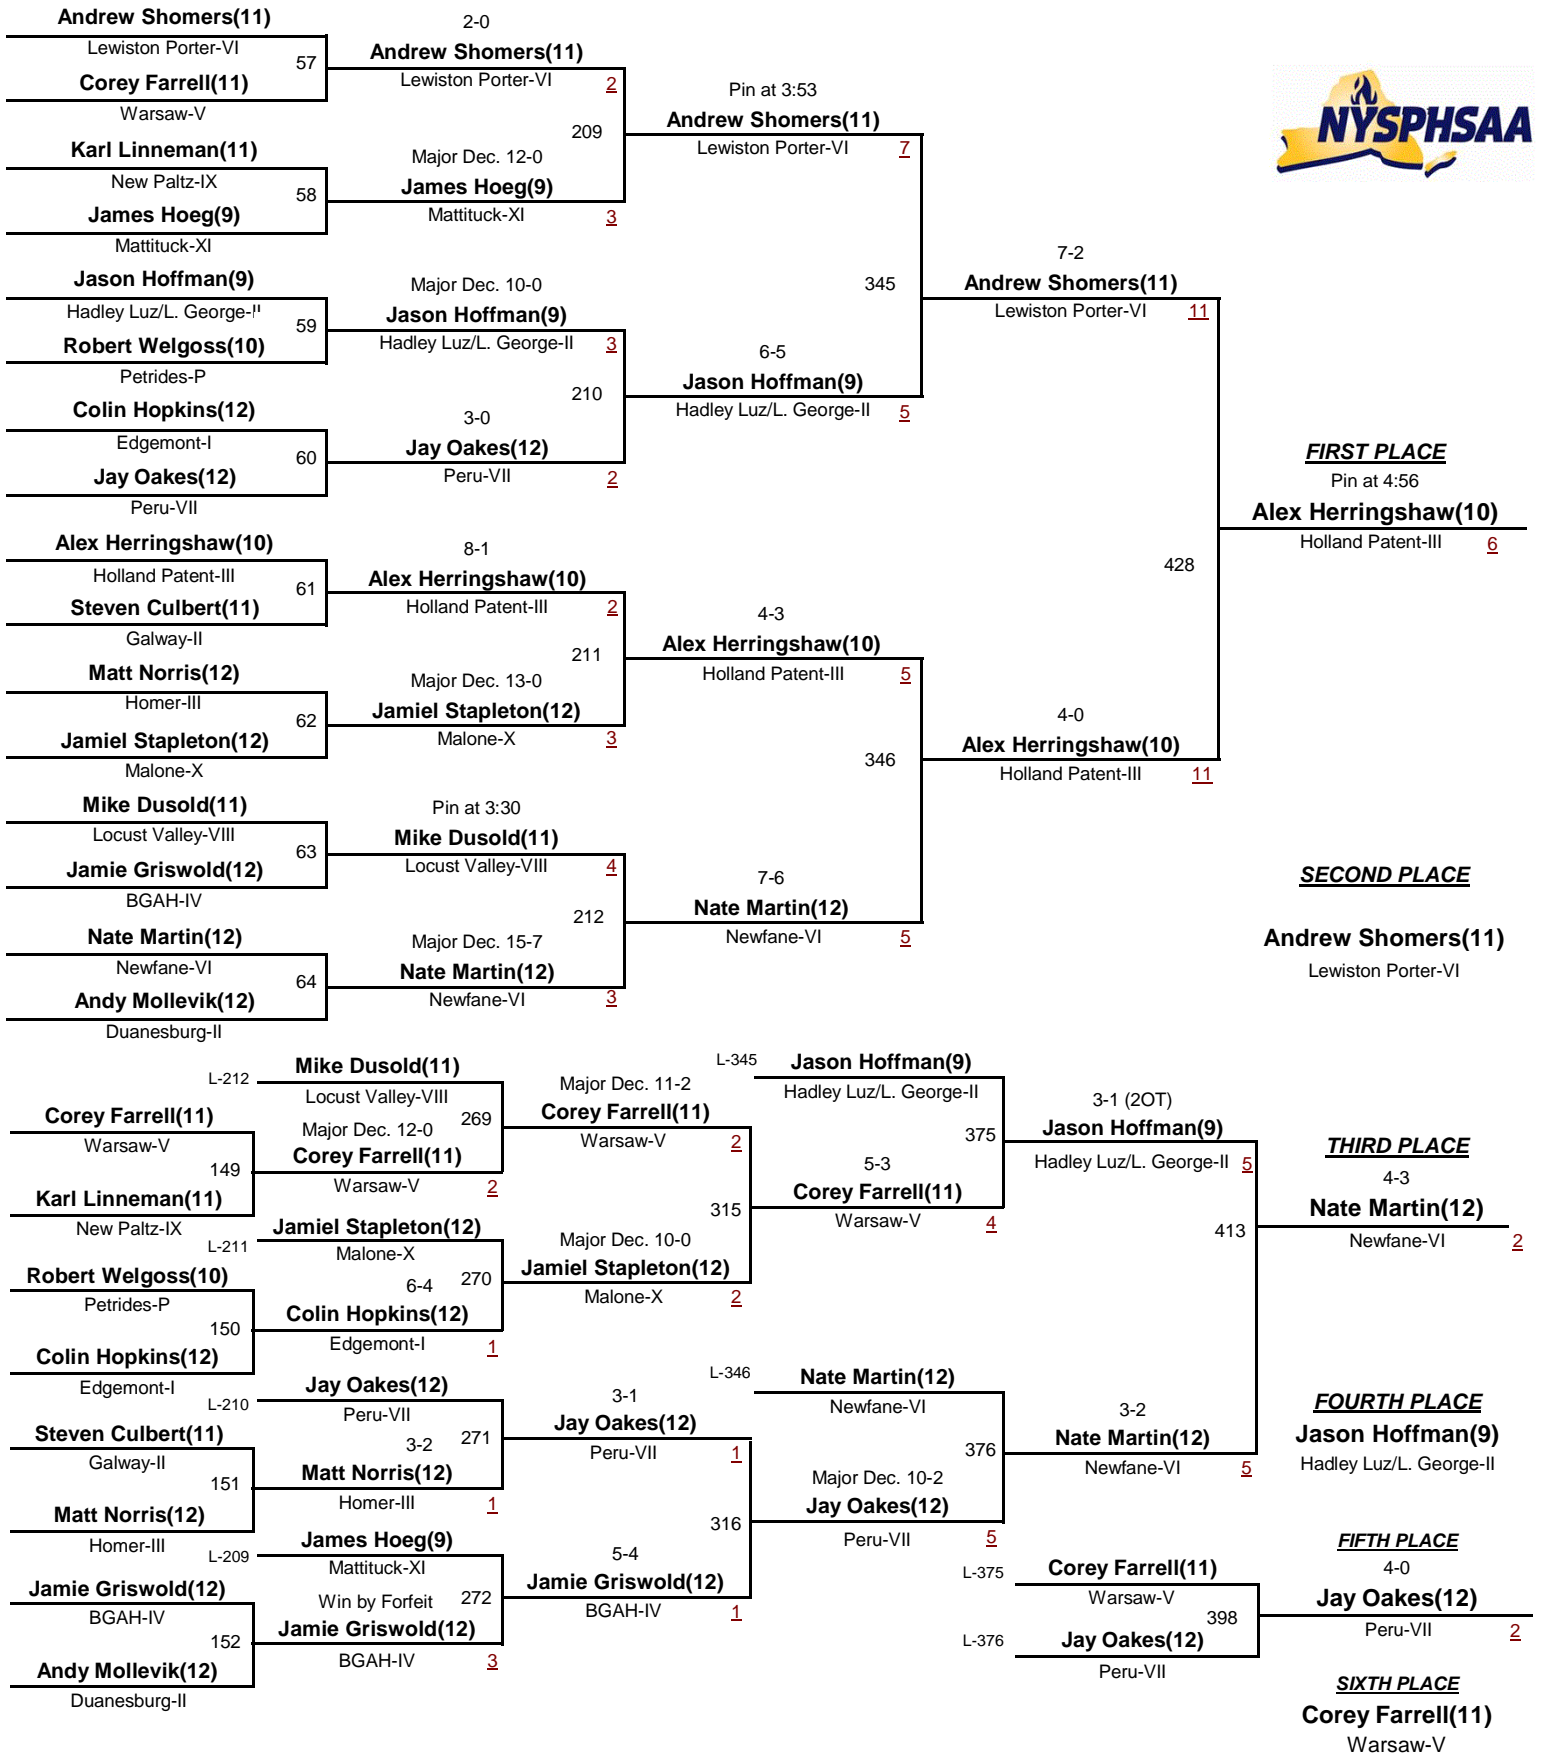 Andrew Shomers(11)
Lewiston Porter-VI
57
Corey Farrell(11)
Warsaw-V
Karl Linneman(11)
New Paltz-IX
58
James Hoeg(9)
Mattituck-XI
Jason Hoffman(9)
Hadley Luz/L. George-II
59
Robert Welgoss(10)
Petrides-P
Colin Hopkins(12)
Edgemont-I
60
Jay Oakes(12)
Peru-VII
Alex Herringshaw(10)
Holland Patent-III
61
Steven Culbert(11)
Galway-II
Matt Norris(12)
Homer-III
62
Jamiel Stapleton(12)
Malone-X
Mike Dusold(11)
Locust Valley-VIII
63
Jamie Griswold(12)
BGAH-IV
Nate Martin(12)
Newfane-VI
64
Andy Mollevik(12)
Duanesburg-II
2-0
Andrew Shomers(11)
Lewiston Porter-VI 2
209
Major Dec. 12-0
James Hoeg(9)
Mattituck-XI 3
Major Dec. 10-0
Jason Hoffman(9)
Hadley Luz/L. George-II 3
210
3-0
Jay Oakes(12)
Peru-VII 2
8-1
Alex Herringshaw(10)
Holland Patent-III 2
211
Major Dec. 13-0
Jamiel Stapleton(12)
Malone-X 3
Pin at 3:30
Mike Dusold(11)
Locust Valley-VIII 4
212
Major Dec. 15-7
Nate Martin(12)
Newfane-VI 3
Pin at 3:53
Andrew Shomers(11)
Lewiston Porter-VI 7
345
6-5
Jason Hoffman(9)
Hadley Luz/L. George-II 5
4-3
Alex Herringshaw(10)
Holland Patent-III 5
346
7-6
Nate Martin(12)
Newfane-VI 5
7-2
Andrew Shomers(11)
Lewiston Porter-VI 11
428
4-0
Alex Herringshaw(10)
Holland Patent-III 11
NYSPHSAA
FIRST PLACE
Pin at 4:56
Alex Herringshaw(10)
Holland Patent-III 6
SECOND PLACE
Andrew Shomers(11)
Lewiston Porter-VI
Corey Farrell(11)
Warsaw-V
149
Karl Linneman(11)
New Paltz-IX
Robert Welgoss(10)
Petrides-P
150
Colin Hopkins(12)
Edgemont-I
Steven Culbert(11)
Galway-II
151
Matt Norris(12)
Homer-III
Jamie Griswold(12)
BGAH-IV
152
Andy Mollevik(12)
Duanesburg-II
L-212
Mike Dusold(11)
Locust Valley-VIII
269
Major Dec. 12-0
Corey Farrell(11)
Warsaw-V 2
L-211
Jamiel Stapleton(12)
Malone-X
270
6-4
Colin Hopkins(12)
Edgemont-I 1
L-210
Jay Oakes(12)
Peru-VII
271
3-2
Matt Norris(12)
Homer-III 1
L-209
James Hoeg(9)
Mattituck-XI
272
Win by Forfeit
Jamie Griswold(12)
BGAH-IV 3
Major Dec. 11-2
Corey Farrell(11)
Warsaw-V 2
315
Major Dec. 10-0
Jamiel Stapleton(12)
Malone-X 2
3-1
Jay Oakes(12)
Peru-VII 1
316
5-4
Jamie Griswold(12)
BGAH-IV 1
L-345
Jason Hoffman(9)
Hadley Luz/L. George-II
375
5-3
Corey Farrell(11)
Warsaw-V 4
L-346
Nate Martin(12)
Newfane-VI
376
Major Dec. 10-2
Jay Oakes(12)
Peru-VII 5
3-1 (2OT)
Jason Hoffman(9)
Hadley Luz/L. George-II 5
413
3-2
Nate Martin(12)
Newfane-VI 5
THIRD PLACE
4-3
Nate Martin(12)
Newfane-VI 2
FOURTH PLACE
Jason Hoffman(9)
Hadley Luz/L. George-II
L-375
Corey Farrell(11)
Warsaw-V
398
L-376
Jay Oakes(12)
Peru-VII
FIFTH PLACE
4-0
Jay Oakes(12)
Peru-VII 2
SIXTH PLACE
Corey Farrell(11)
Warsaw-V